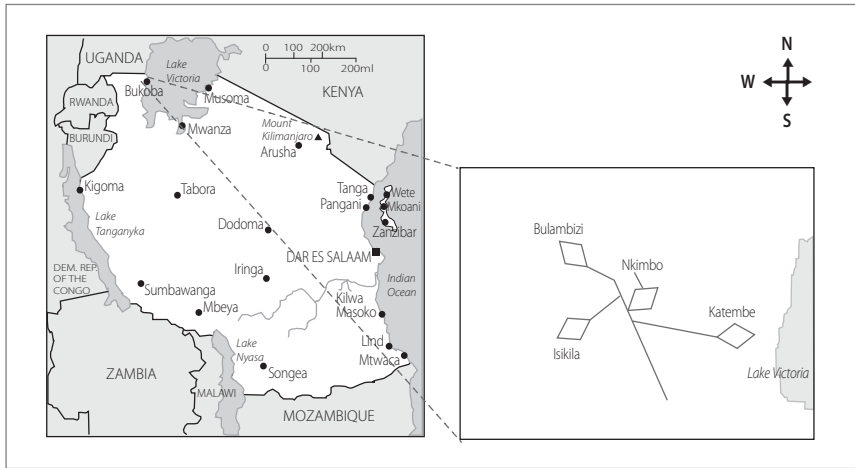 UGANDA
Lake
Victoria
0 100 200km
0 100 200ml
N
W E
S
Bukoba
Musoma
KENYA
RWANDA
Mwanza
Mount
Kilimanjaro
BURUNDI
Arusha
Kigoma
Tabora
Tanga
Wete
Pangani
Mkoani
Lake
Tanganyka
Dodoma
Zanzibar
DAR ES SALAAM
DEM. REP.
OF THE
CONGO
Iringa
Indian
Ocean
Sumbawanga
Mbeya
Kilwa
Masoko
Lake
Nyasa
Lind
Mtwaca
Songea
ZAMBIA
MALAWI
MOZAMBIQUE
Bulambizi
Nkimbo
Katembe
Isikila
Lake Victoria